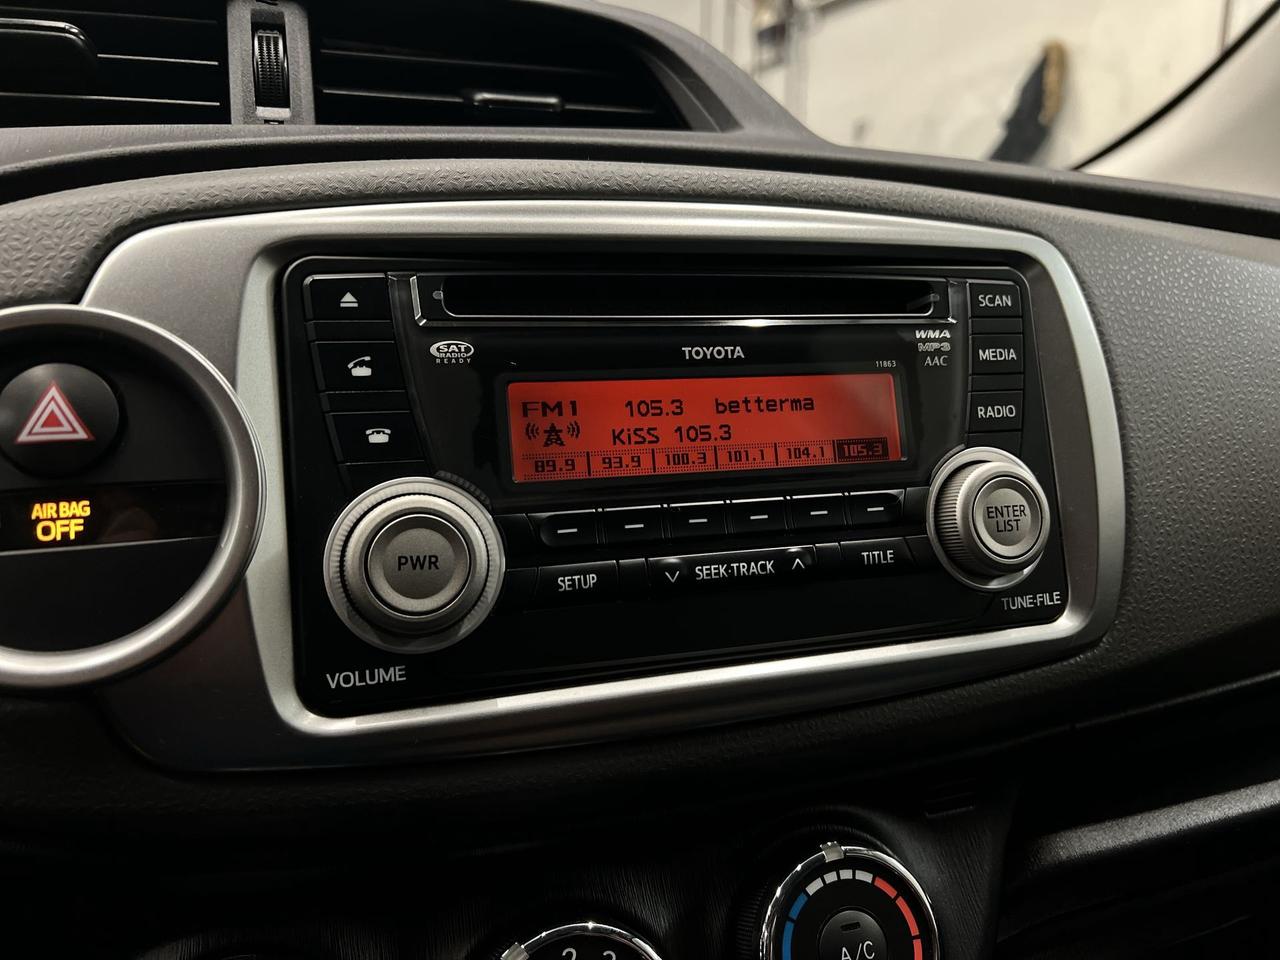 SCAN
SAT
RADIO
READY
TOYOTA
WMA
MP3
AAC
11863
MEDIA
FM1 105.3 betterma
KiSS 105.3
89.9 93.9 100.3 101.1 104.1 105.3
RADIO
AIR BAG
OFF
PWR
ENTER
LIST
SETUP
SEEK·TRACK
TITLE
TUNE·FILE
VOLUME
A/C
2 3